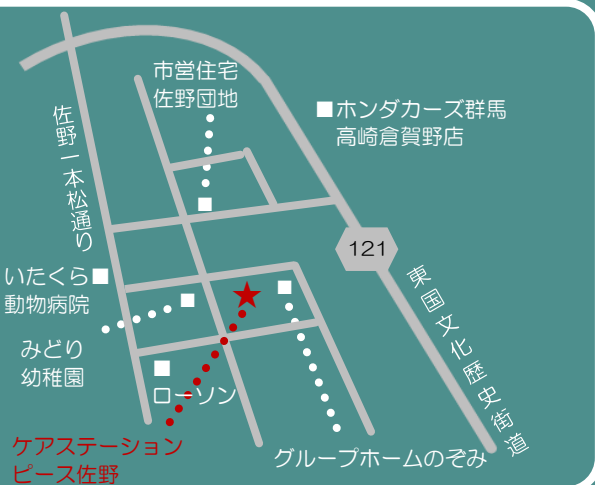 市営住宅
佐野団地
■ホンダカーズ群馬
高崎倉賀野店
佐野一本松通り
121
いたくら■
動物病院
東国文化歴史街道
みどり
幼稚園
ローソン
ケアステーション
ピース佐野
グループホームのぞみ